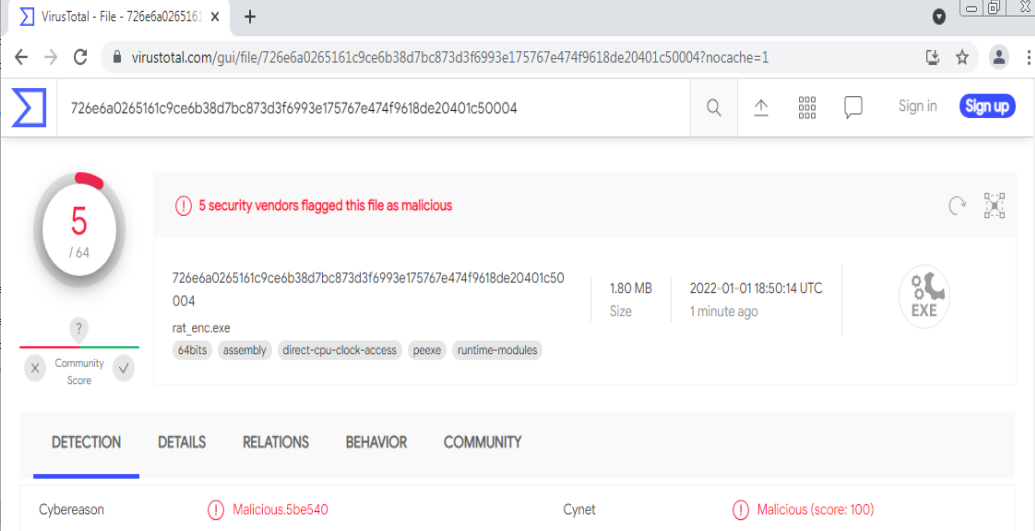 VirusTotal - File - 726e6a0265161
virustotal.com/gui/file/726e6a0265161c9ce6b38d7bc873d3f6993e175767e474f9618de20401c50004?nocache=1
726e6a0265161c9ce6b38d7bc873d3f6993e175767e474f9618de20401c50004
Sign in
Sign up
5
/ 64
5 security vendors flagged this file as malicious
726e6a0265161c9ce6b38d7bc873d3f6993e175767e474f9618de20401c50
004
rat_enc.exe
64bits assembly direct-cpu-clock-access peexe runtime-modules
1.80 MB
Size
2022-01-01 18:50:14 UTC
1 minute ago
EXE
?
Community
Score
DETECTION DETAILS RELATIONS BEHAVIOR COMMUNITY
Cybereason Malicious.5be540 Cynet Malicious (score: 100)